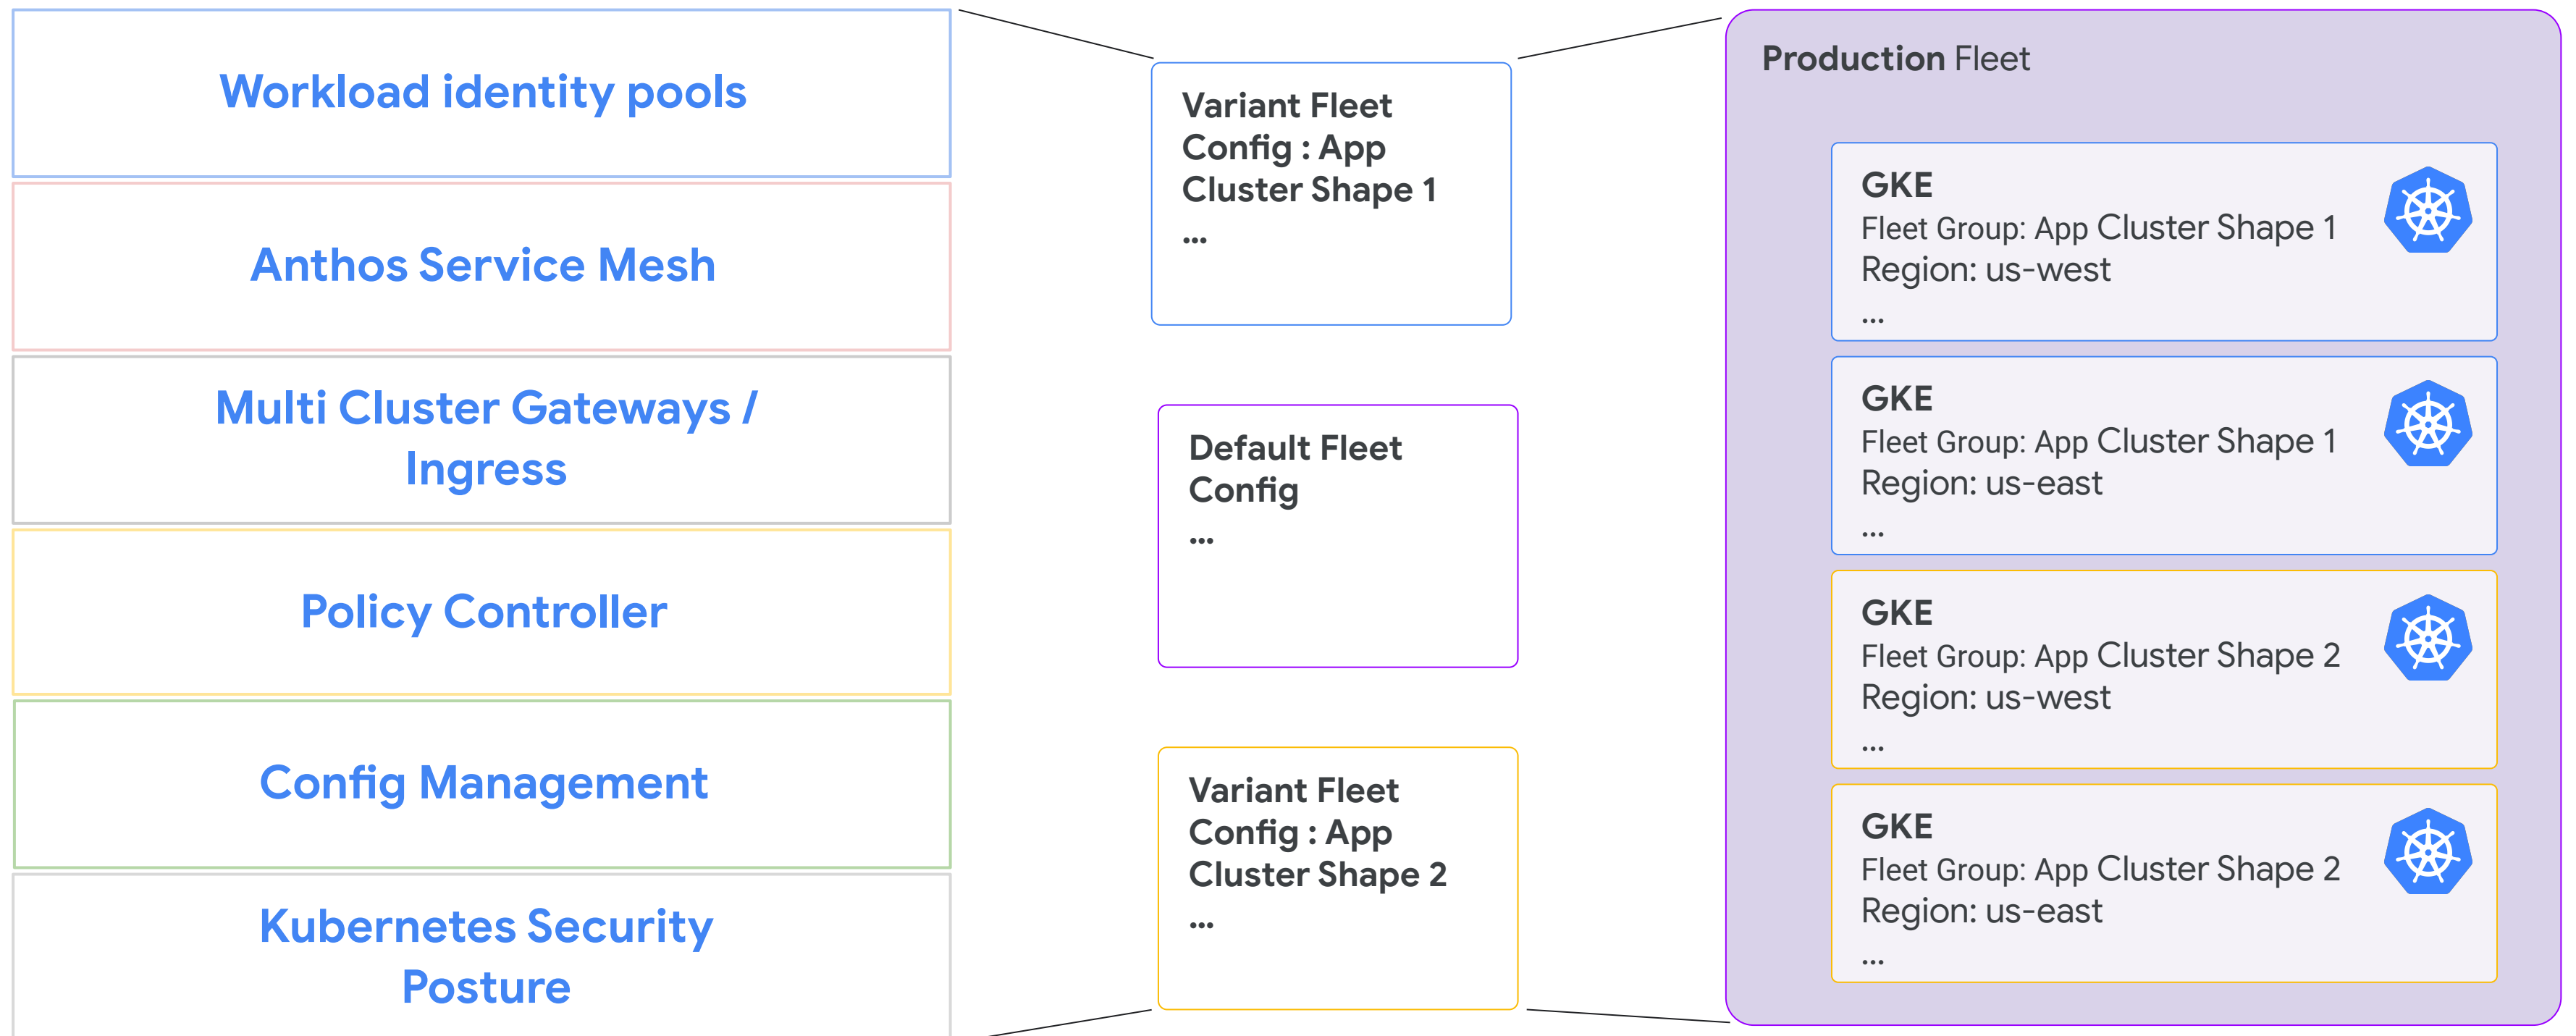 Workload identity pools
Anthos Service Mesh
Multi Cluster Gateways /
Ingress
Policy Controller
Config Management
Kubernetes Security
Posture
Variant Fleet
Config : App
Cluster Shape 1
...
Default Fleet
Config
...
Variant Fleet
Config : App
Cluster Shape 2
...
Production Fleet
GKE
Fleet Group: App Cluster Shape 1
Region: us-west
...
GKE
Fleet Group: App Cluster Shape 1
Region: us-east
...
GKE
Fleet Group: App Cluster Shape 2
Region: us-west
...
GKE
Fleet Group: App Cluster Shape 2
Region: us-east
...